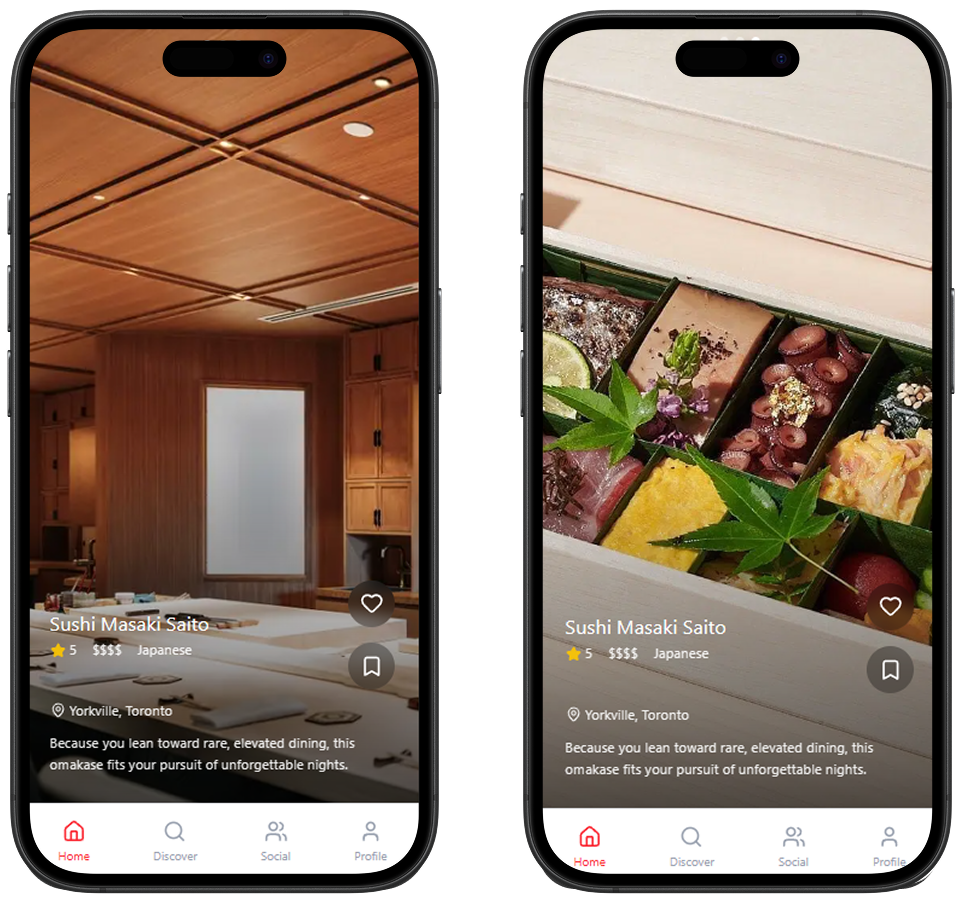 Sushi Masaki Saito
5 $$$$ Japanese
Yorkville, Toronto
Because you lean toward rare, elevated dining, this
omakase fits your pursuit of unforgettable nights.
Home Discover Social Profile
Sushi Masaki Saito
5 $$$$ Japanese
Yorkville, Toronto
Because you lean toward rare, elevated dining, this
omakase fits your pursuit of unforgettable nights.
Home Discover Social Profile